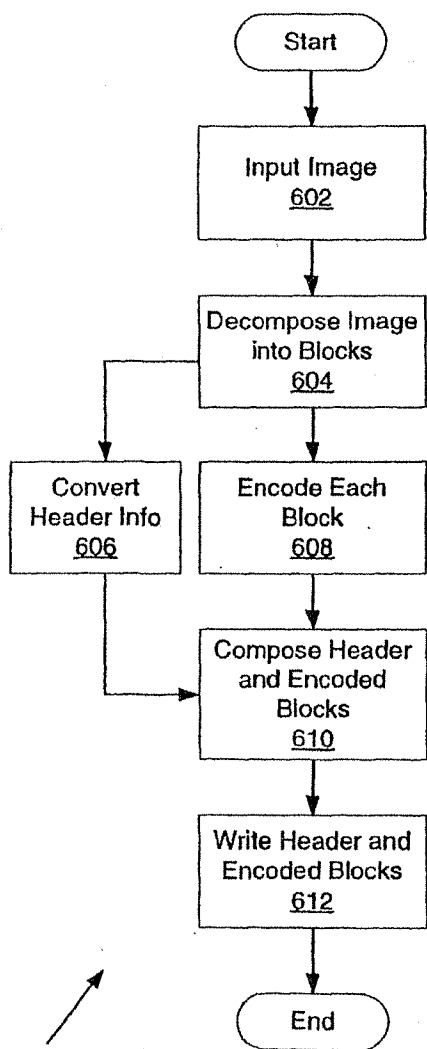 Start
Input Image
602
Decompose Image
into Blocks
604
Convert
Header Info
606
Encode Each
Block
608
Compose Header
and Encoded
Blocks
610
Write Header and
Encoded Blocks
612
End